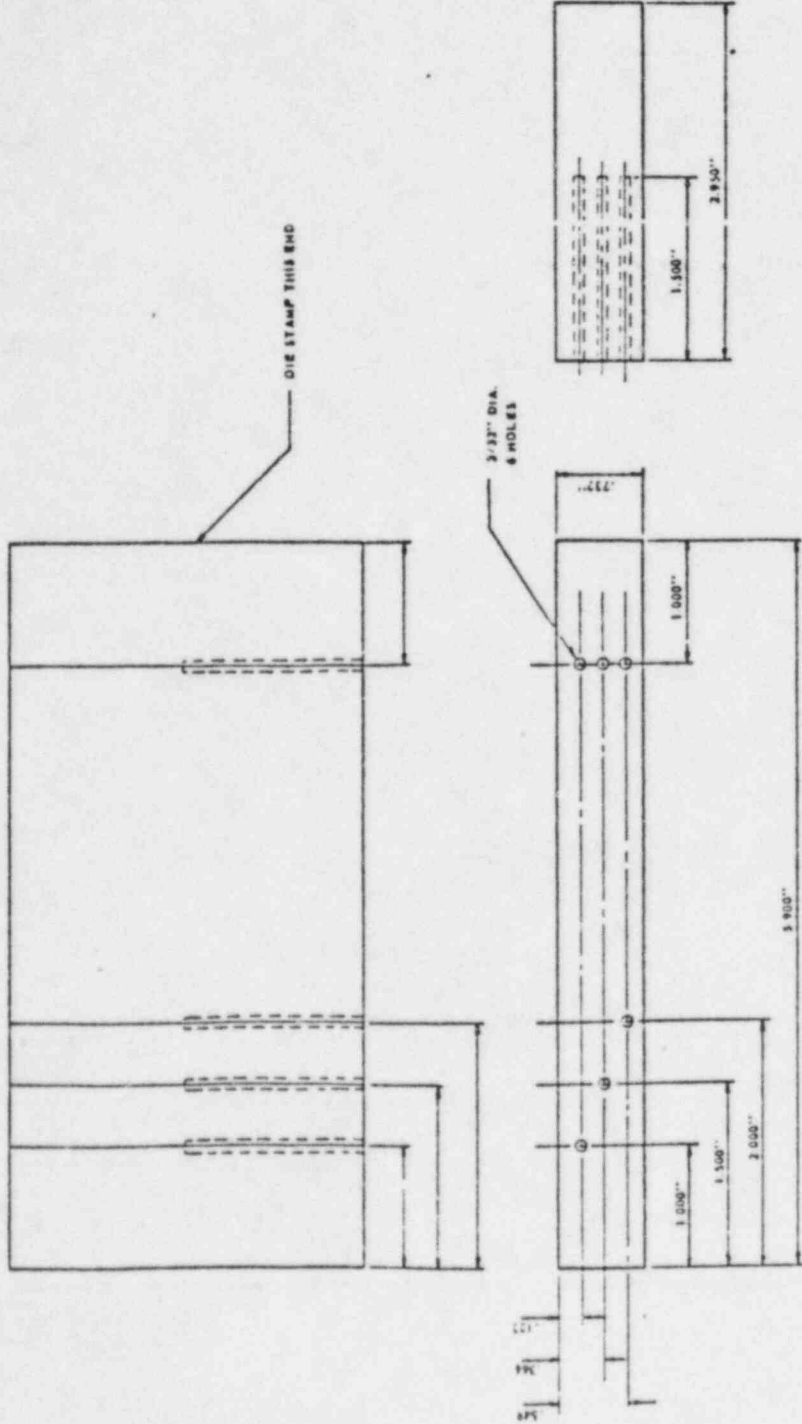 DIE STAMP THIS END
3/32" DIA.
6 HOLES
1.500"
2.950"
1 000"
1 000"
1 500"
2 000"
5 900"